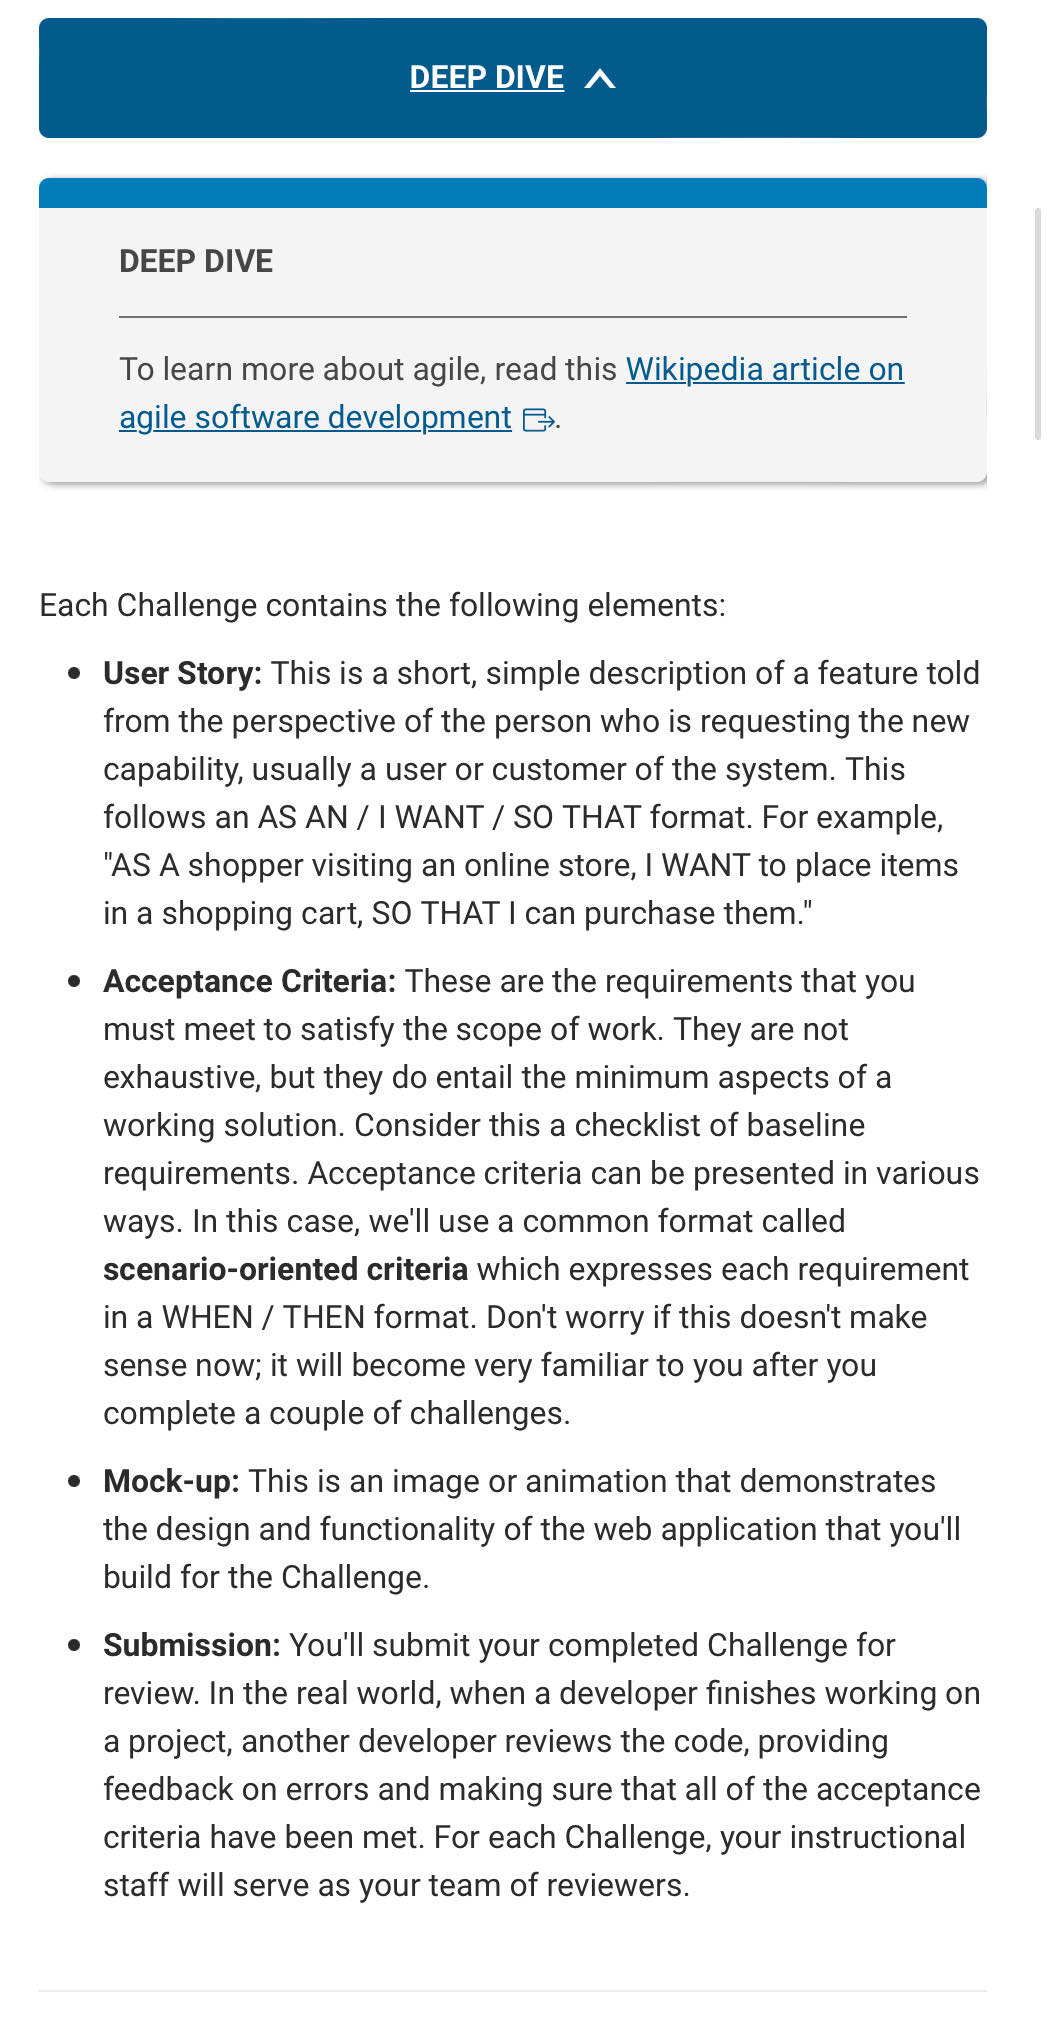 DEEP DIVE
DEEP DIVE
To learn more about agile, read this Wikipedia article on
agile software development.
Each Challenge contains the following elements:
• User Story: This is a short, simple description of a feature told
from the perspective of the person who is requesting the new
capability, usually a user or customer of the system. This
follows an AS AN / I WANT / SO THAT format. For example,
"AS A shopper visiting an online store, I WANT to place items
in a shopping cart, SO THAT I can purchase them."
• Acceptance Criteria: These are the requirements that you
must meet to satisfy the scope of work. They are not
exhaustive, but they do entail the minimum aspects of a
working solution. Consider this a checklist of baseline
requirements. Acceptance criteria can be presented in various
ways. In this case, we'll use a common format called
scenario-oriented criteria which expresses each requirement
in a WHEN / THEN format. Don't worry if this doesn't make
sense now; it will become very familiar to you after you
complete a couple of challenges.
• Mock-up: This is an image or animation that demonstrates
the design and functionality of the web application that you'll
build for the Challenge.
• Submission: You'll submit your completed Challenge for
review. In the real world, when a developer finishes working on
a project, another developer reviews the code, providing
feedback on errors and making sure that all of the acceptance
criteria have been met. For each Challenge, your instructional
staff will serve as your team of reviewers.